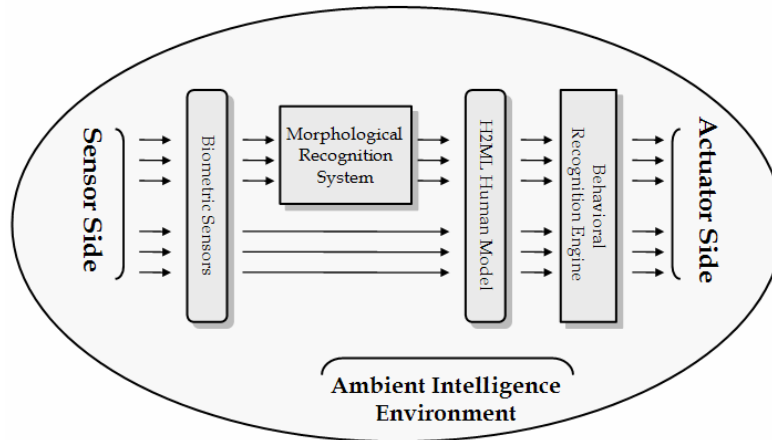 Sensor Side
Biometric Sensors
Morphological
Recognition
System
H2ML Human Model
Behavioral
Recognition Engine
Actuator Side
Ambient Intelligence
Environment